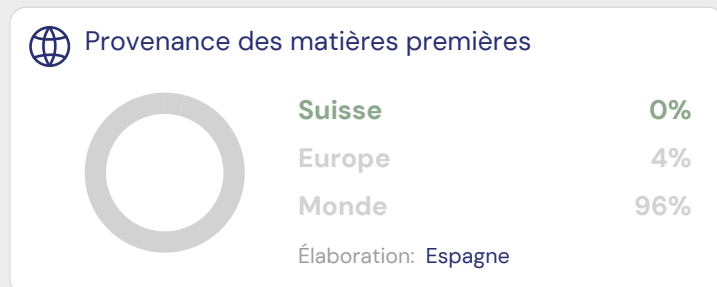 Provenance des matières premières
Suisse 0%
Europe 4%
Monde 96%
Élaboration: Espagne